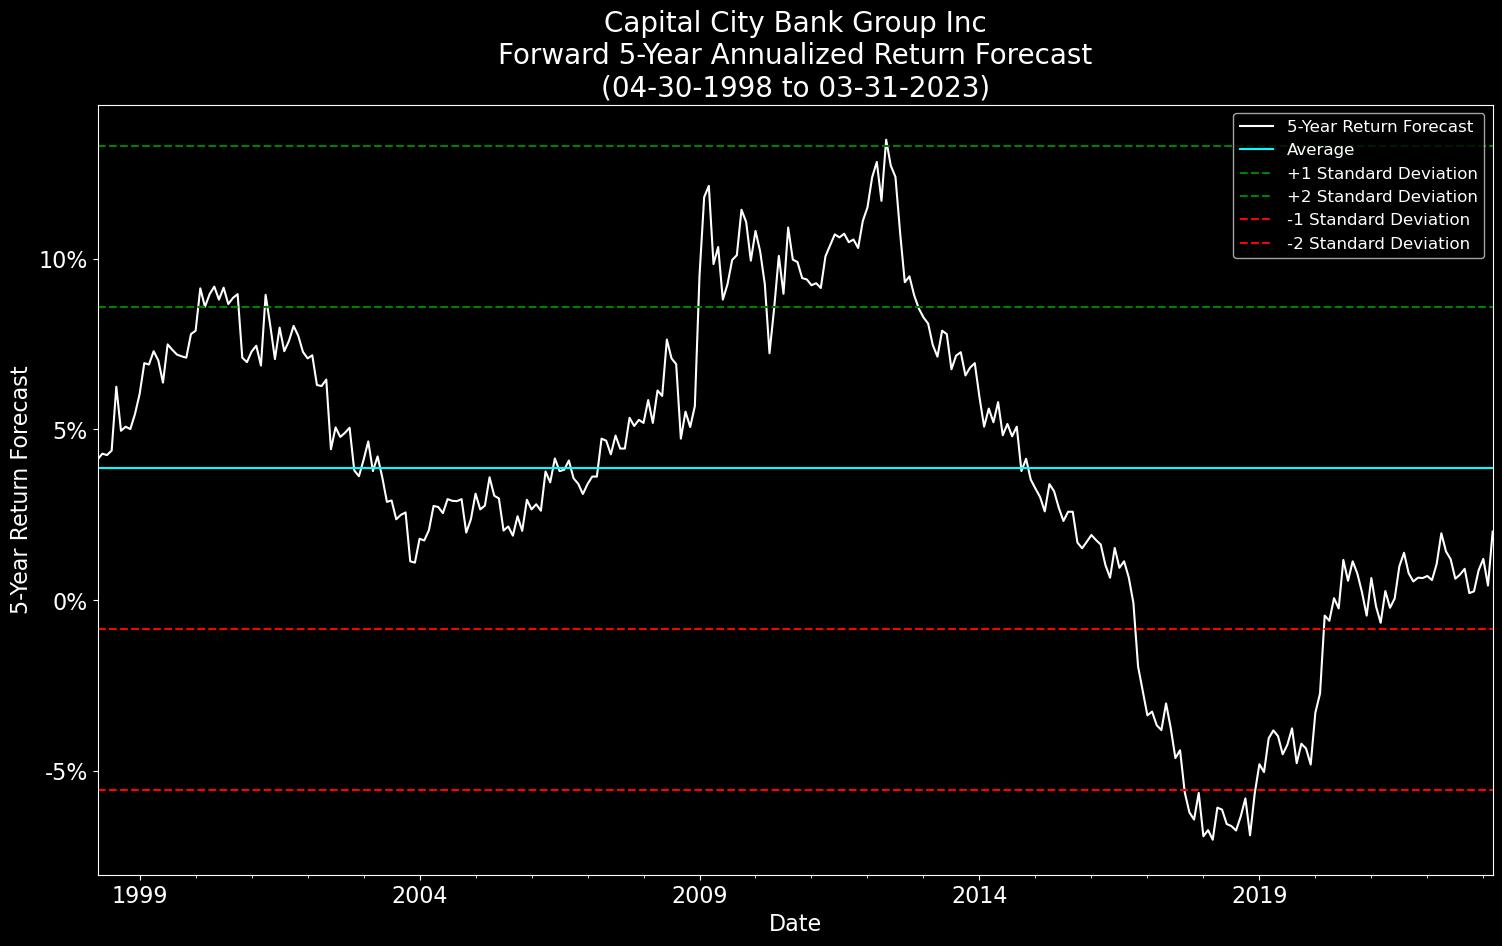 Capital City Bank Group Inc
Forward 5-Year Annualized Return Forecast
(04-30-1998 to 03-31-2023)
5-Year Return Forecast
Average
+1 Standard Deviation
+2 Standard Deviation
-1 Standard Deviation
-2 Standard Deviation
10%
5%
0%
-5%
5-Year Return Forecast
1999
2004
2009
2014
2019
Date